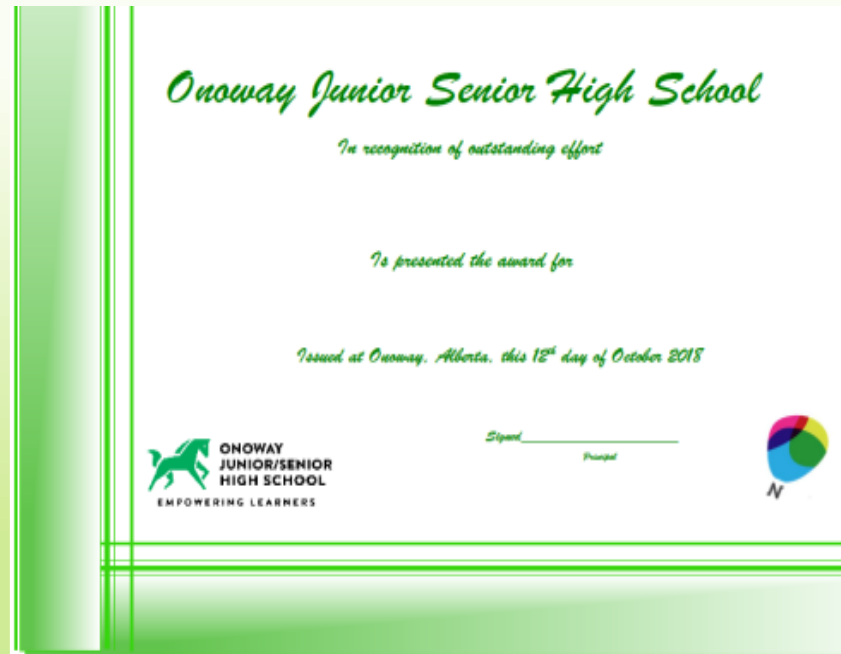 Onoway Junior Senior High School
In recognition of outstanding effort
Is presented the award for
Issued at Onoway, Alberta, this 12th day of October 2018
Signed
Principal
ONOWAY
JUNIOR/SENIOR
HIGH SCHOOL
EMPOWERING LEARNERS
N